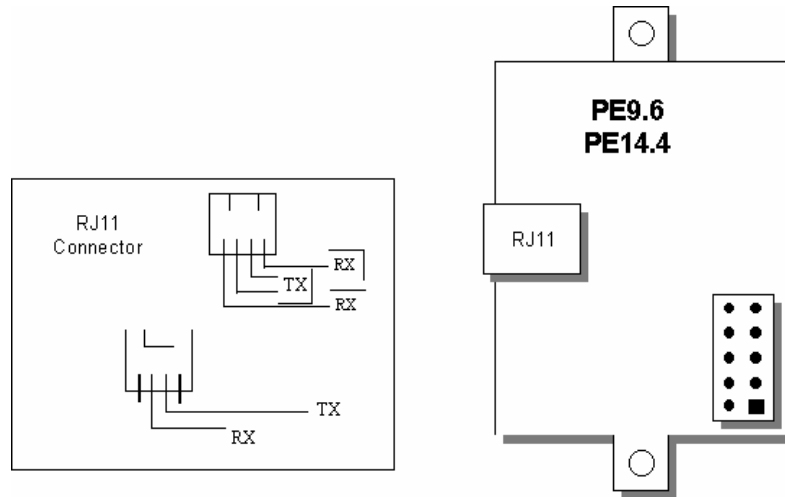 RJ11
Connector
RX
TX
RX
TX
RX
PE9.6
PE14.4
RJ11